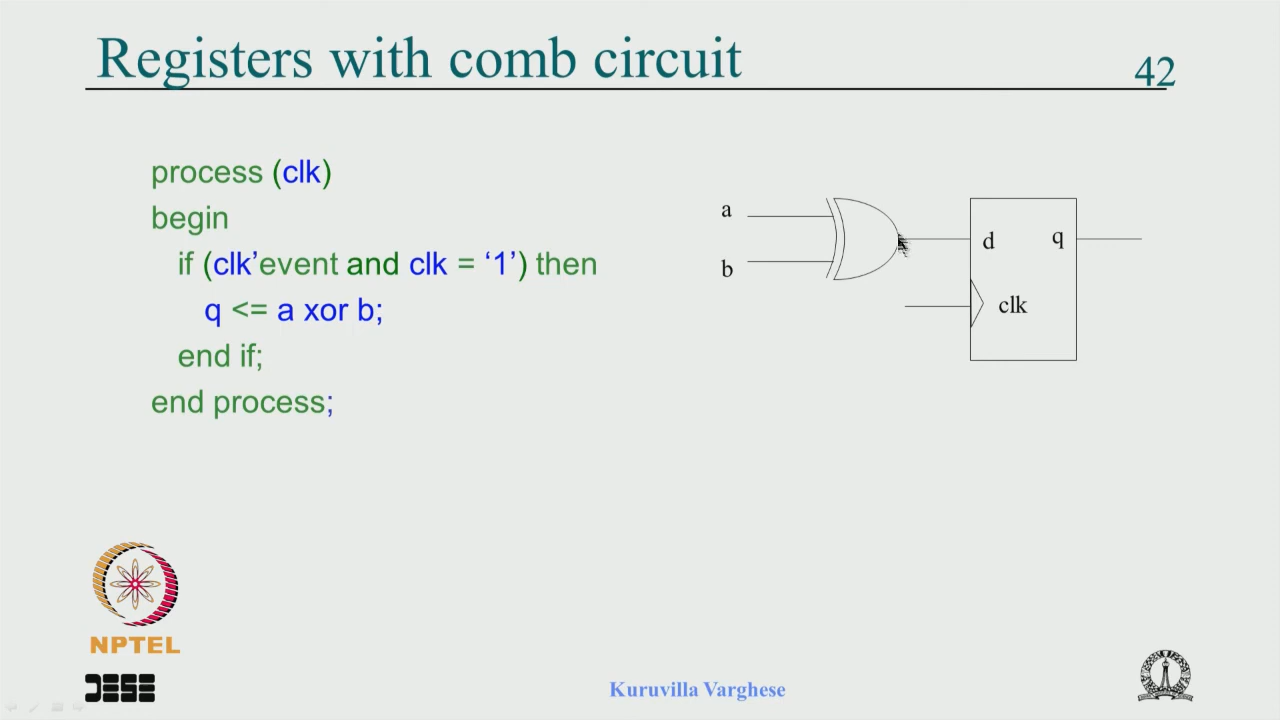 Registers with comb circuit
42
process (clk)
begin
if (clk’event and clk = ‘1’) then
q <= a xor b;
end if;
end process;
a
b
d
q
clk
NPTEL
Kuruvilla Varghese